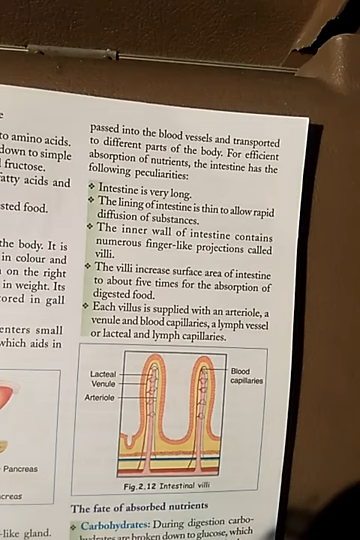 e
to amino acids.
down to simple
fructose.
fatty acids and
sted food.
the body. It is
in colour and
on the right
in weight. Its
ored in gall
enters small
which aids in
Pancreas
creas
-like gland.
passed into the blood vessels and transported
to different parts of the body. For efficient
absorption of nutrients, the intestine has the
following peculiarities:
❖ Intestine is very long.
❖ The lining of intestine is thin to allow rapid
diffusion of substances.
❖ The inner wall of intestine contains
numerous finger-like projections called
villi.
❖ The villi increase surface area of intestine
to about five times for the absorption of
digested food.
❖ Each villus is supplied with an arteriole, a
venule and blood capillaries, a lymph vessel
or lacteal and lymph capillaries.
Lacteal
Venule
Arteriole
Blood
capillaries
Fig.2.12 Intestinal villi
The fate of absorbed nutrients
❖ Carbohydrates: During digestion carbo-
hydrates are broken down to glucose, which